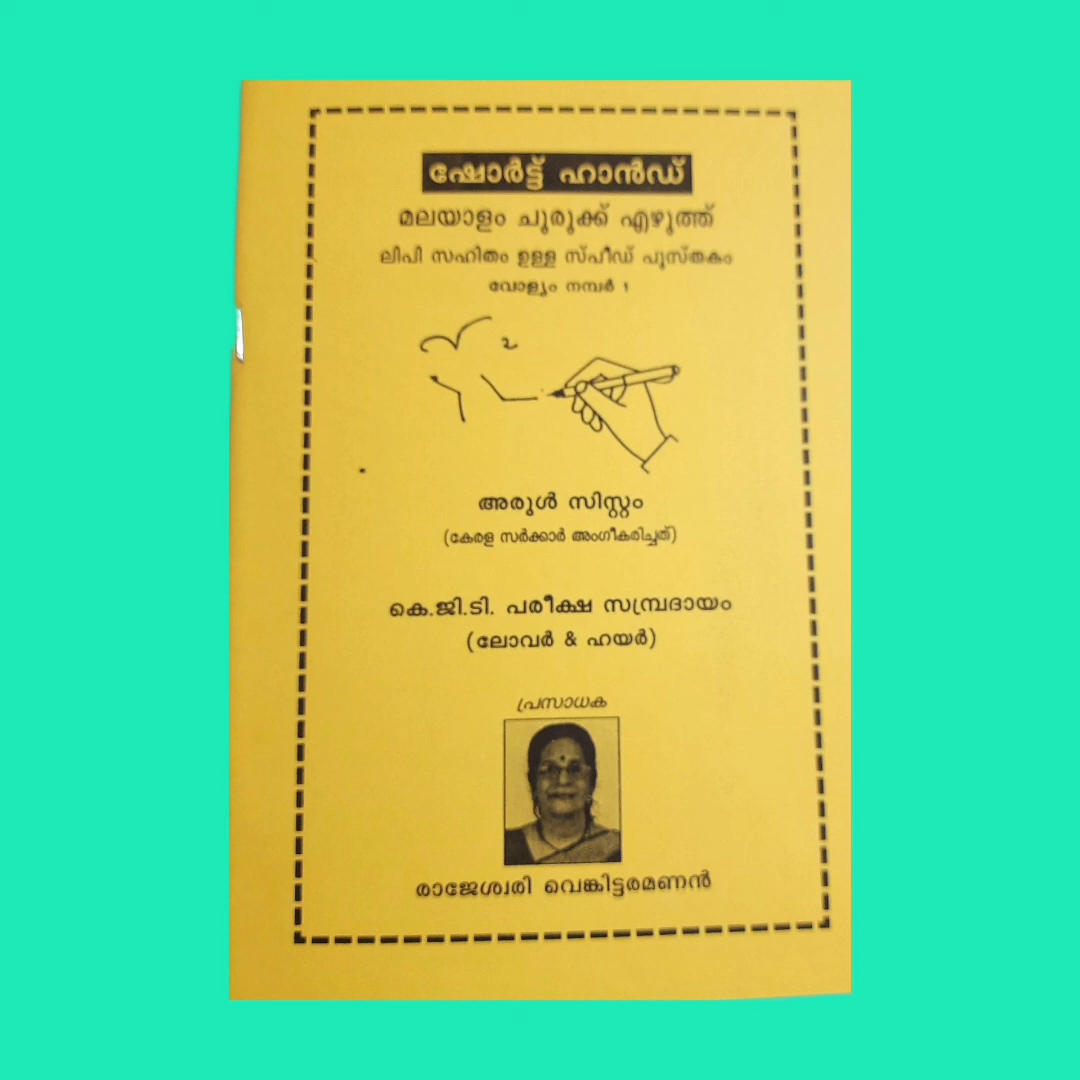 ഷോർട്ട് ഹാൻഡ്
മലയാളം ചുരുക്ക് എഴുത്ത്
ലിപി സഹിതം ഉള്ള സ്പീഡ് പുസ്തകം
വോള്യം നമ്പർ 1
അരുൾ സിസ്റ്റം
(കേരള സർക്കാർ അംഗീകരിച്ചത്)
കെ.ജി.ടി. പരീക്ഷ സമ്പ്രദായം
(ലോവർ & ഹയർ)
പ്രസാധക
രാജേശ്വരി വെങ്കിട്ടരമണൻ